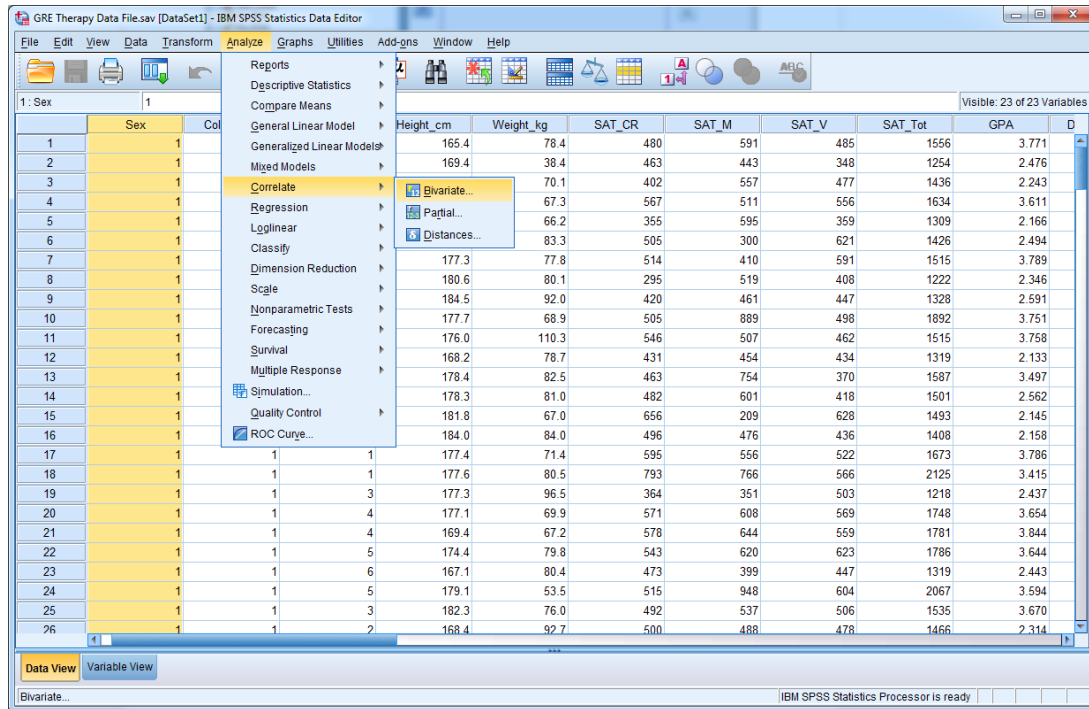 GRE Therapy Data File.sav [DataSet1] - IBM SPSS Statistics Data Editor
File Edit View Data Transform Analyze Graphs Utilities Add-ons Window Help
1 : Sex 1 Visible: 23 of 23 Variables
Sex Col Height_cm Weight_kg SAT_CR SAT_M SAT_V SAT_Tot GPA D
1 1 165.4 78.4 480 591 485 1556 3.771
2 1 169.4 38.4 463 443 348 1254 2.476
3 1 70.1 402 557 477 1436 2.243
4 1 67.3 567 511 556 1634 3.611
5 1 66.2 355 595 359 1309 2.166
6 1 83.3 505 300 621 1426 2.494
7 1 177.3 77.8 514 410 591 1515 3.789
8 1 180.6 80.1 295 519 408 1222 2.346
9 1 184.5 92.0 420 461 447 1328 2.591
10 1 177.7 68.9 505 889 498 1892 3.751
11 1 176.0 110.3 546 507 462 1515 3.758
12 1 168.2 78.7 431 454 434 1319 2.133
13 1 178.4 82.5 463 754 370 1587 3.497
14 1 178.3 81.0 482 601 418 1501 2.562
15 1 181.8 67.0 656 209 628 1493 2.145
16 1 184.0 84.0 496 476 436 1408 2.158
17 1 1 1 177.4 71.4 595 556 522 1673 3.786
18 1 1 1 177.6 80.5 793 766 566 2125 3.415
19 1 1 3 177.3 96.5 364 351 503 1218 2.437
20 1 1 4 177.1 69.9 571 608 569 1748 3.654
21 1 1 4 169.4 67.2 578 644 559 1781 3.844
22 1 1 5 174.4 79.8 543 620 623 1786 3.644
23 1 1 6 167.1 80.4 473 399 447 1319 2.443
24 1 1 5 179.1 53.5 515 948 604 2067 3.594
25 1 1 3 182.3 76.0 492 537 506 1535 3.670
26 1 1 2 168.4 92.7 500 488 478 1466 2.314
Reports
Descriptive Statistics
Compare Means
General Linear Model
Generalized Linear Models
Mixed Models
Correlate
Regression
Loglinear
Classify
Dimension Reduction
Scale
Nonparametric Tests
Forecasting
Survival
Multiple Response
Simulation...
Quality Control
ROC Curve...
Bivariate...
Partial...
Distances...
Data View Variable View
Bivariate... IBM SPSS Statistics Processor is ready